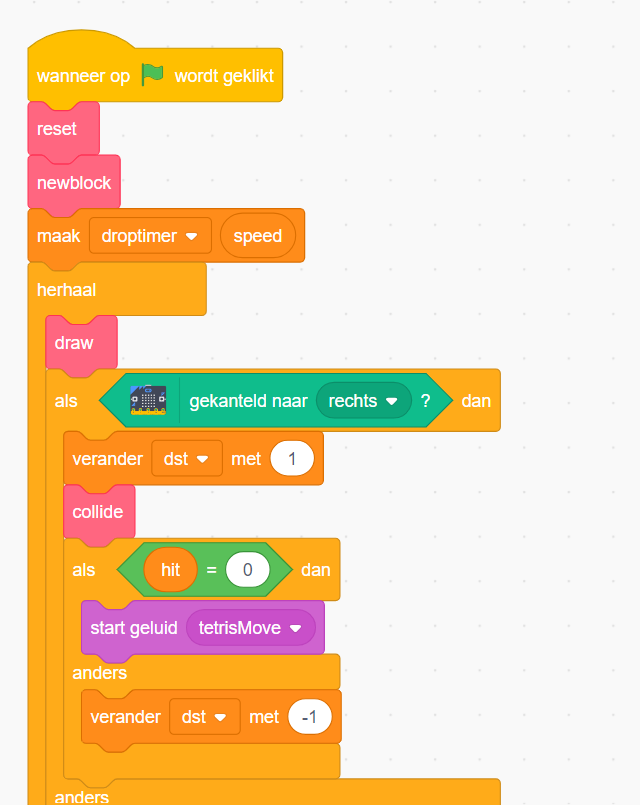 wanneer op wordt geklikt
reset
newblock
maak droptimer speed
herhaal
draw
als gekanteld naar rechts ? dan
verander dst met 1
collide
als hit = 0 dan
start geluid tetrisMove
anders
verander dst met -1
anders